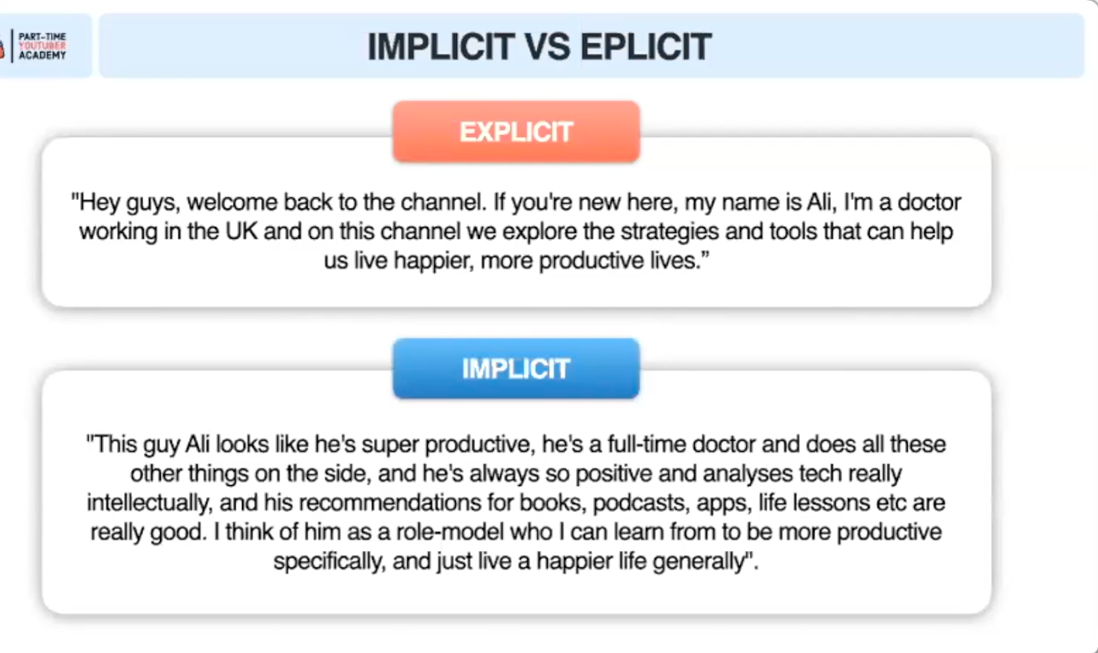 PART-TIME
YOUTUBER
ACADEMY
IMPLICIT VS EPLICIT
EXPLICIT
"Hey guys, welcome back to the channel. If you're new here, my name is Ali, I'm a doctor
working in the UK and on this channel we explore the strategies and tools that can help
us live happier, more productive lives.”
IMPLICIT
"This guy Ali looks like he's super productive, he's a full-time doctor and does all these
other things on the side, and he's always so positive and analyses tech really
intellectually, and his recommendations for books, podcasts, apps, life lessons etc are
really good. I think of him as a role-model who I can learn from to be more productive
specifically, and just live a happier life generally".